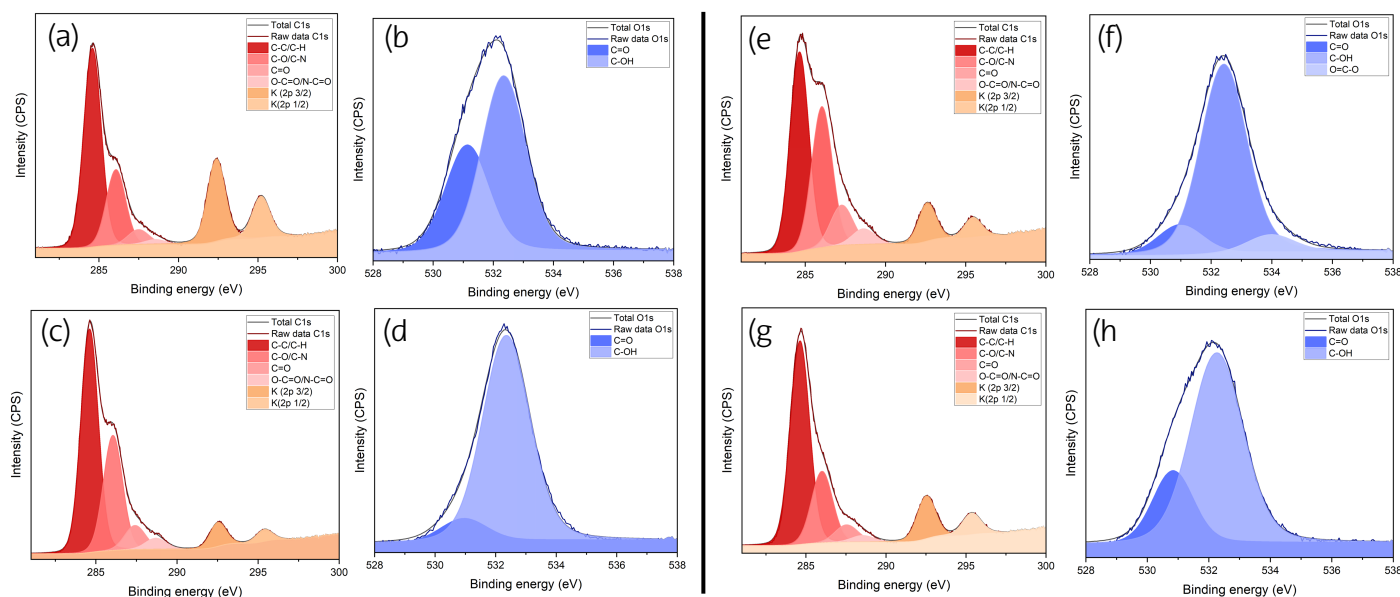 (a)
Total C1s
Raw data C1s
C-C/C-H
C-O/C-N
C=O
O-C=O/N-C=O
K (2p 3/2)
K(2p 1/2)
Intensity (CPS)
285 290 295 300
Binding energy (eV)
(b)
Total O1s
Raw data O1s
C=O
C-OH
Intensity (CPS)
528 530 532 534 536 538
Binding energy (eV)
(c)
Total C1s
Raw data C1s
C-C/C-H
C-O/C-N
C=O
O-C=O/N-C=O
K (2p 3/2)
K(2p 1/2)
Intensity (CPS)
285 290 295 300
Binding energy (eV)
(d)
Total O1s
Raw data O1s
C=O
C-OH
Intensity (CPS)
528 530 532 534 536 538
Binding energy (eV)
(e)
Total C1s
Raw data C1s
C-C/C-H
C-O/C-N
C=O
O-C=O/N-C=O
K (2p 3/2)
K(2p 1/2)
Intensity (CPS)
285 290 295 300
Binding energy (eV)
(f)
Total O1s
Raw data O1s
C=O
C-OH
O=C-O
Intensity (CPS)
528 530 532 534 536 538
Binding energy (eV)
(g)
Total C1s
Raw data C1s
C-C/C-H
C-O/C-N
C=O
O-C=O/N-C=O
K (2p 3/2)
K(2p 1/2)
Intensity (CPS)
285 290 295 300
Binding energy (eV)
(h)
Total O1s
Raw data O1s
C=O
C-OH
Intensity (CPS)
528 530 532 534 536 538
Binding energy (eV)